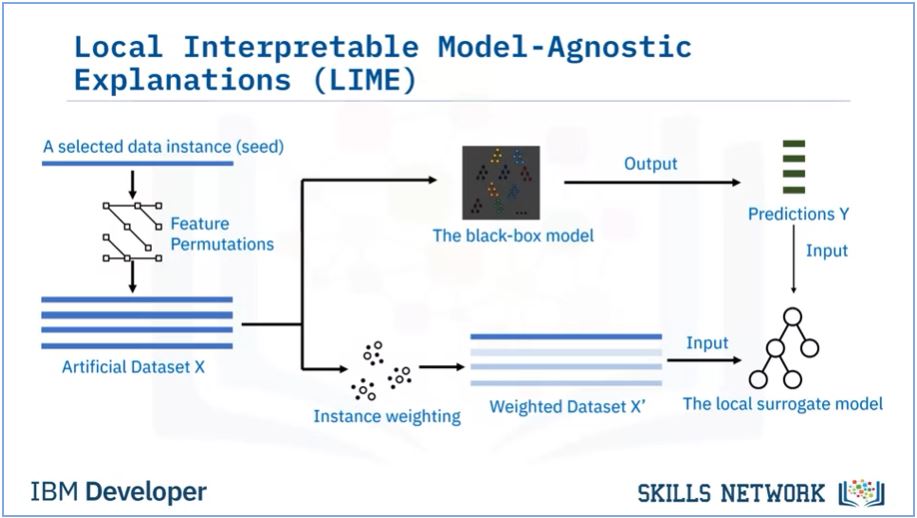 Local Interpretable Model-Agnostic
Explanations (LIME)
A selected data instance (seed)
Feature
Permutations
Artificial Dataset X
The black-box model
Output
Predictions Y
Input
Instance weighting
Weighted Dataset X’
Input
The local surrogate model
IBM Developer
SKILLS NETWORK